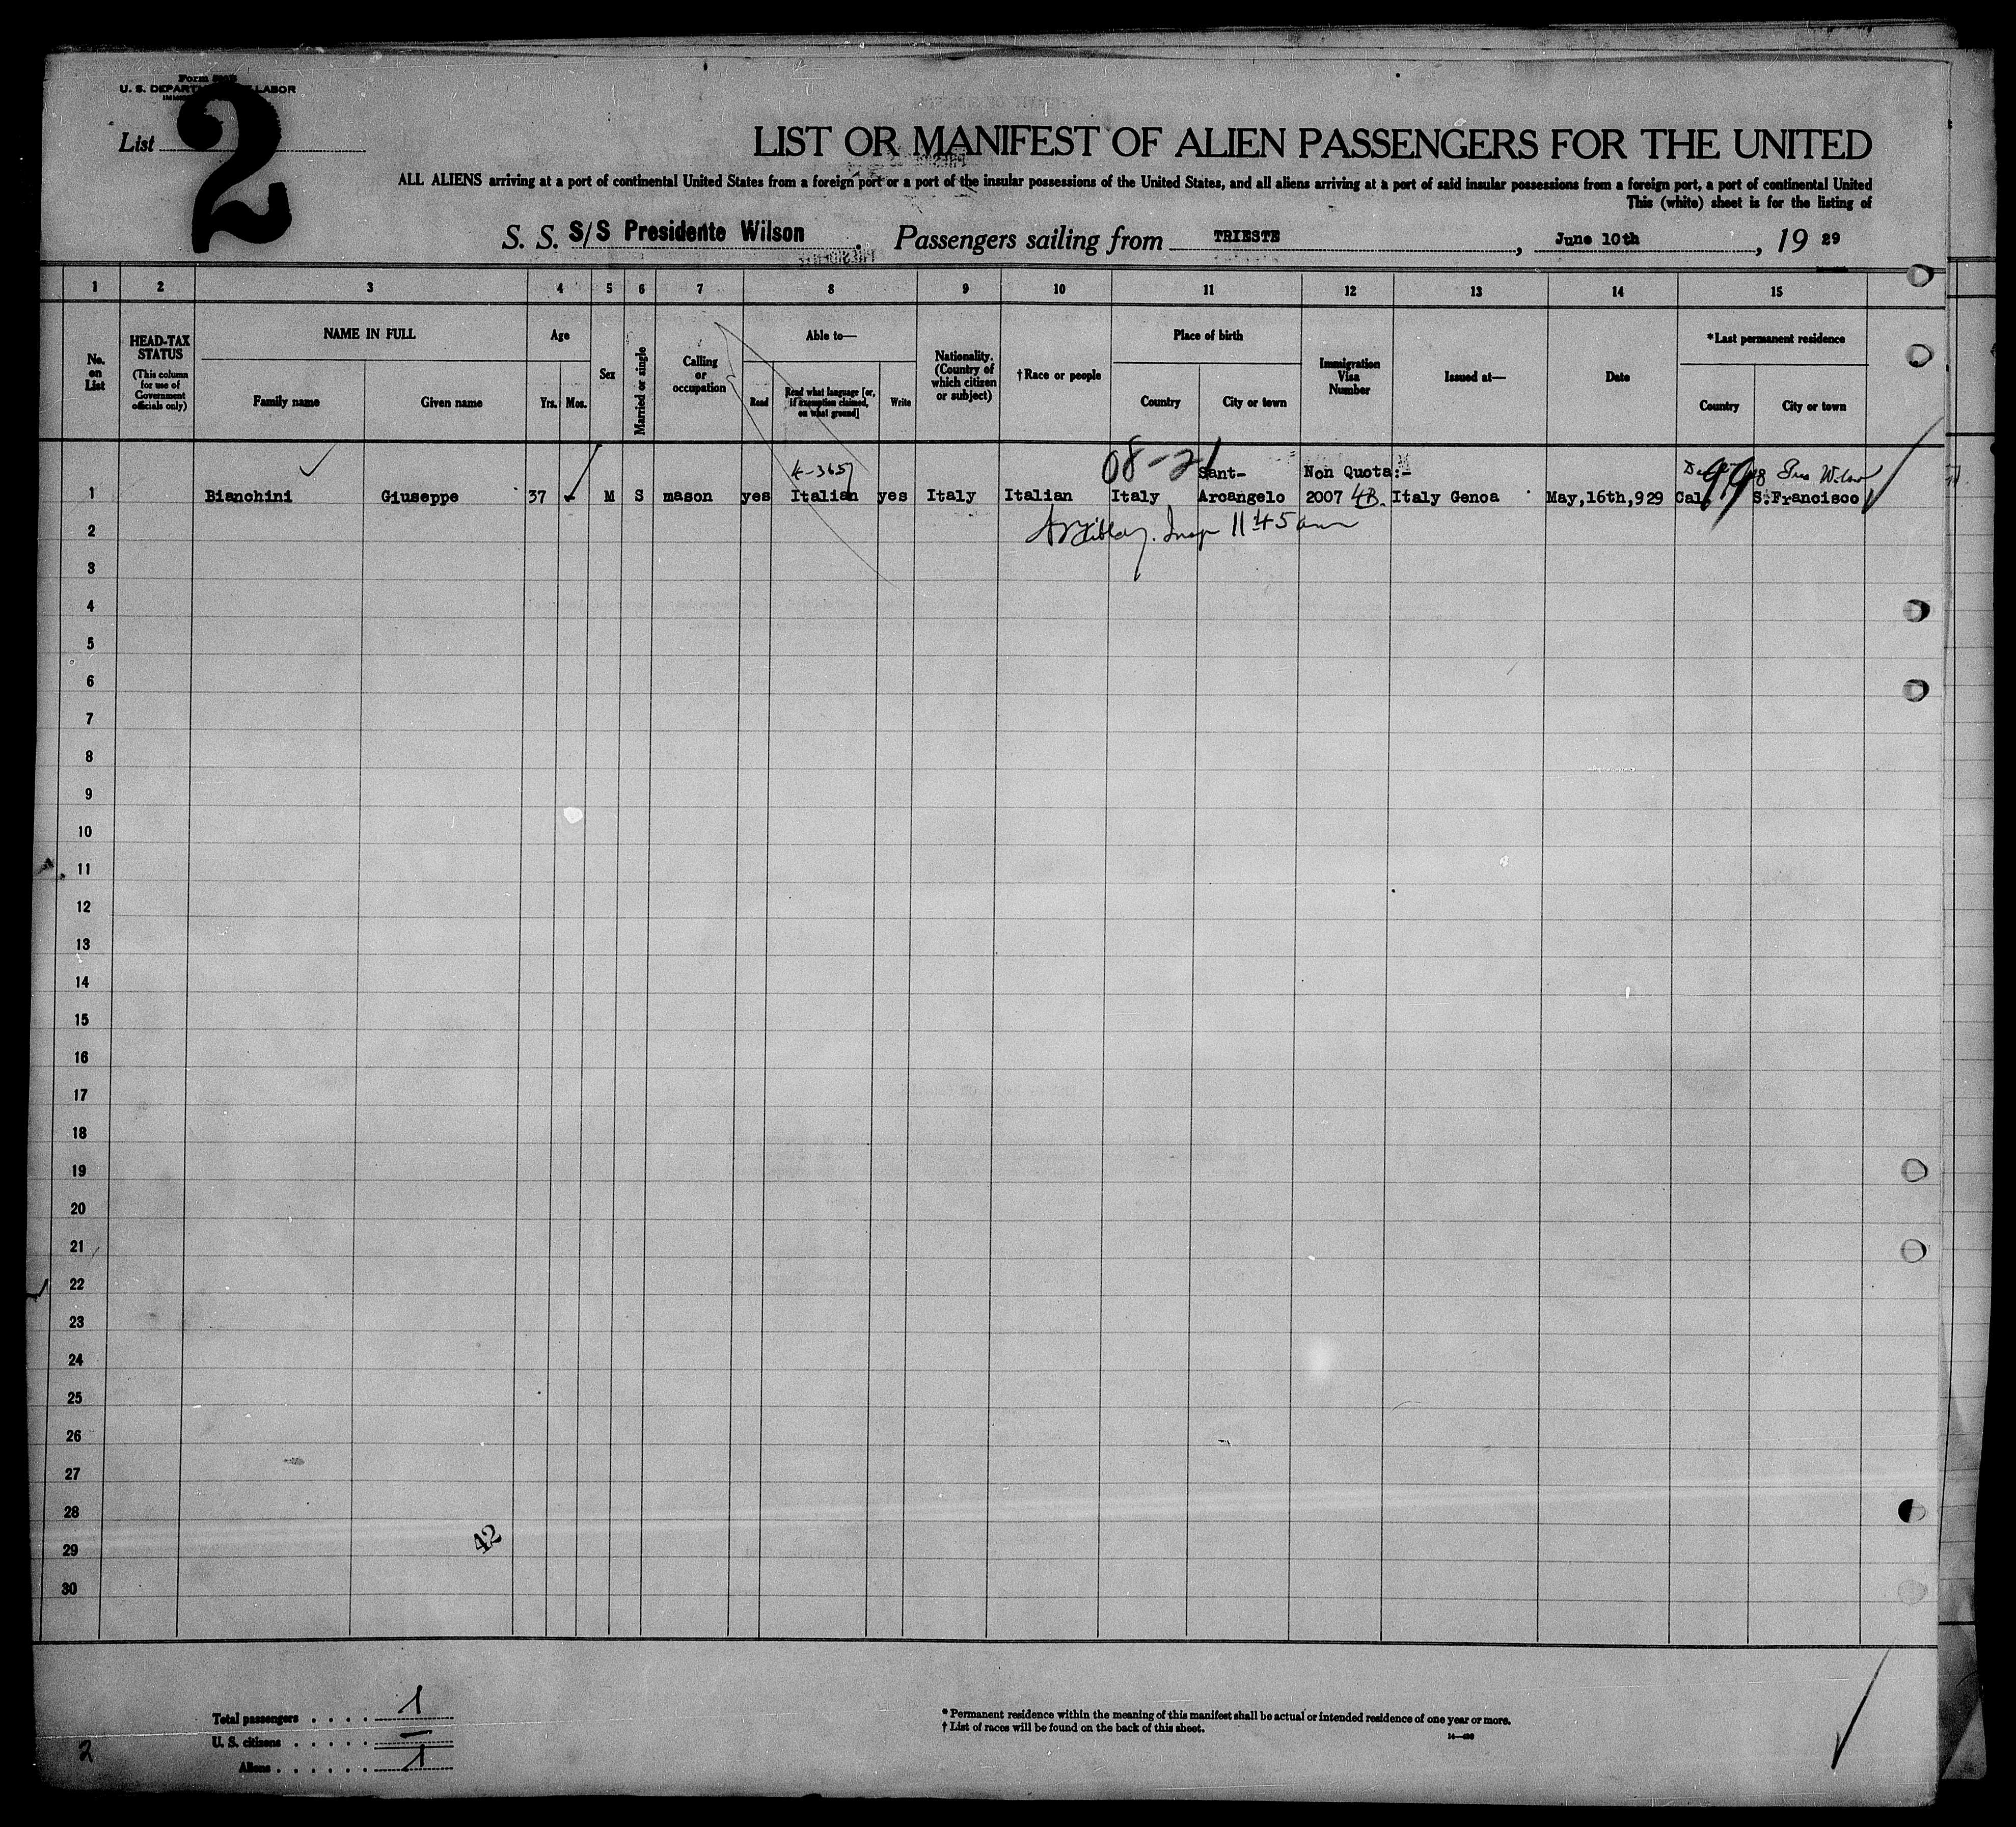 Form
U. S. DEPARTMENT LABOR
List 2
LIST OR MANIFEST OF ALIEN PASSENGERS FOR THE UNITED
ALL ALIENS arriving at a port of continental United States from a foreign port or a port of the insular possessions of the United States, and all aliens arriving at a port of said insular possessions from a foreign port, a port of continental United
This (white) sheet is for the listing of
S. S. S/S Presidente Wilson. Passengers sailing from TRIESTE, June 10th, 19 29
1 2 3 4 5 6 7 8 9 10 11 12 13 14 15
No. on List
HEAD-TAX STATUS
(This column for use of Government officials only)
NAME IN FULL
Family name Given name
Age
Yrs. Mos.
Sex
Married or single
Calling or occupation
Able to—
Read Read what language [or, if exemption claimed, on what ground] Write
Nationality. (Country of which citizen or subject)
†Race or people
Place of birth
Country City or town
Immigration Visa Number
Issued at—
Date
*Last permanent residence
Country City or town
4-3657 08-21 Sant- Non Quota:-
1 Bianchini Giuseppe 37 M S mason yes Italian yes Italy Italian Italy Arcangelo 2007 4B. Italy Genoa May,16th,929 Cal. 99 S.Francisco
2 Insp 11 45 am
3
4
5
6
7
8
9
10
11
12
13
14
15
16
17
18
19
20
21
22
23
24
25
26
27
28
29
30
42
Total passengers . . . . 1
U. S. citizens . . . . . —
Aliens . . . . . . 1
* Permanent residence within the meaning of this manifest shall be actual or intended residence of one year or more.
† List of races will be found on the back of this sheet.
2